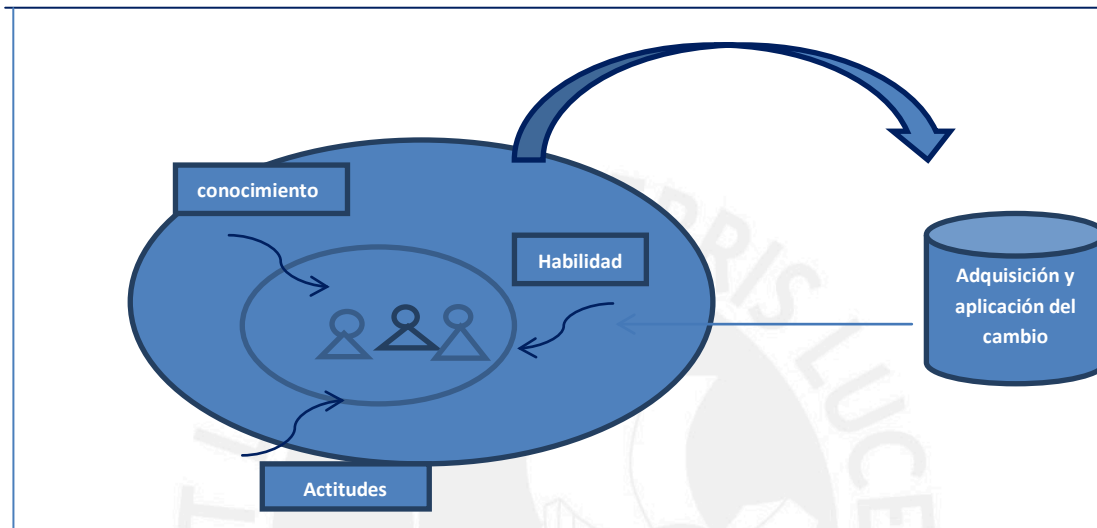 conocimiento
Habilidad
Adquisición y
aplicación del
cambio
Actitudes